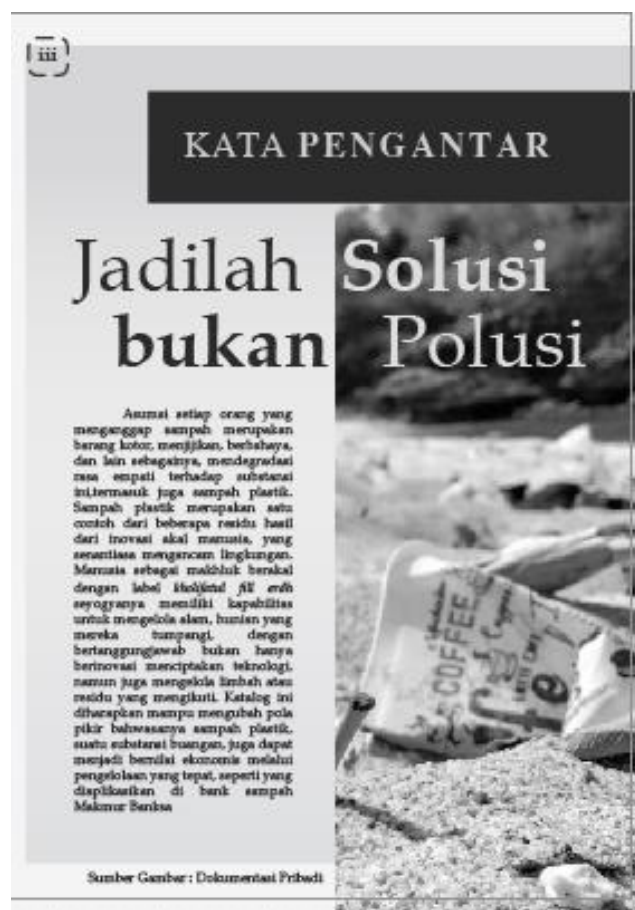 iii
KATA PENGANTAR
Jadilah Solusi
bukan Polusi
Asumsi setiap orang yang
menganggap sampah merupakan
barang kotor, menjijikan, berbahaya,
dan lain sebagainya, mendegradasi
rasa empati terhadap substansi
ini,termasuk juga sampah plastik.
Sampah plastik merupakan satu
contoh dari beberapa residu hasil
dari inovasi akal manusia, yang
senantiasa mengancam lingkungan.
Manusia sebagai makhluk berakal
dengan label khalifatul fill ardh
seyogyanya memiliki kapabilitas
untuk mengelola alam, hunian yang
mereka tumpangi, dengan
bertanggungjawab bukan hanya
berinovasi menciptakan teknologi,
namun juga mengelola limbah atau
residu yang mengikuti. Katalog ini
diharapkan mampu mengubah pola
pikir bahwasanya sampah plastik,
suatu substansi buangan, juga dapat
menjadi bernilai ekonomis melalui
pengelolaan yang tepat, seperti yang
diaplikasikan di bank sampah
Makmur Banksa
COFFEE
LATTE
fe
Sumber Gambar : Dokumentasi Pribadi